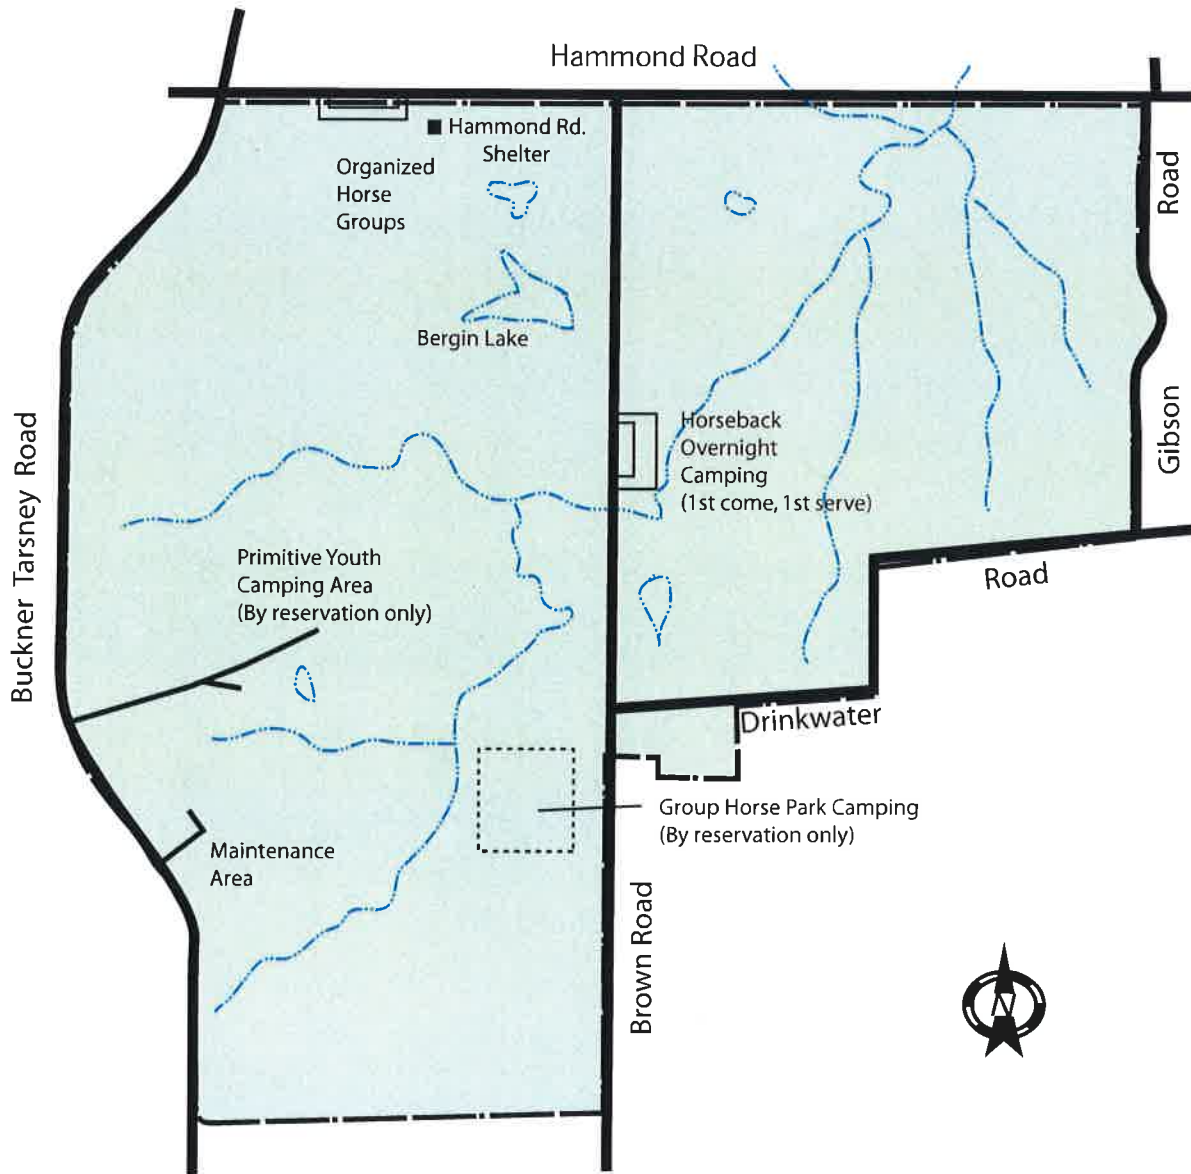 Hammond Road
Hammond Rd.
Shelter
Organized
Horse
Groups
Road
Bergin Lake
Gibson
Buckner Tarsney Road
Horseback
Overnight
Camping
(1st come, 1st serve)
Primitive Youth
Camping Area
(By reservation only)
Road
Drinkwater
Group Horse Park Camping
(By reservation only)
Maintenance
Area
Brown Road
N